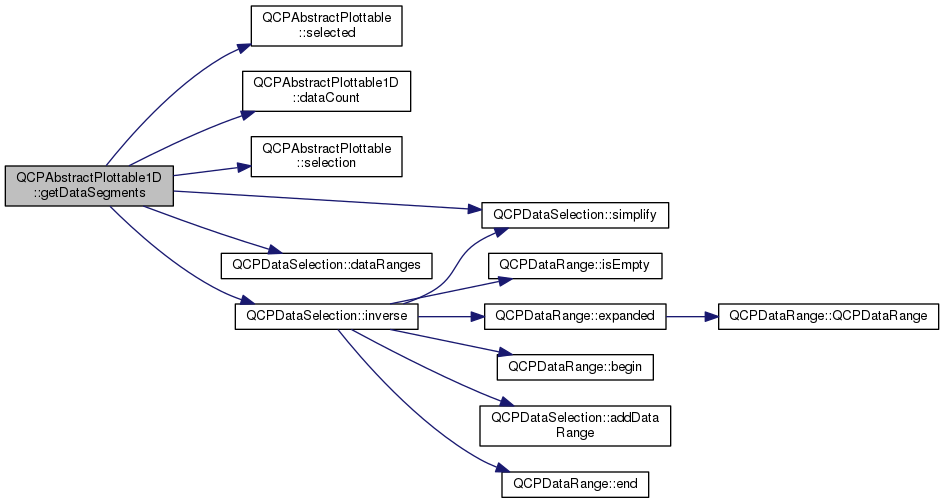 QCPAbstractPlottable1D
::getDataSegments
QCPAbstractPlottable
::selected
QCPAbstractPlottable1D
::dataCount
QCPAbstractPlottable
::selection
QCPDataSelection::simplify
QCPDataSelection::dataRanges
QCPDataSelection::inverse
QCPDataRange::isEmpty
QCPDataRange::expanded
QCPDataRange::QCPDataRange
QCPDataRange::begin
QCPDataSelection::addData
Range
QCPDataRange::end